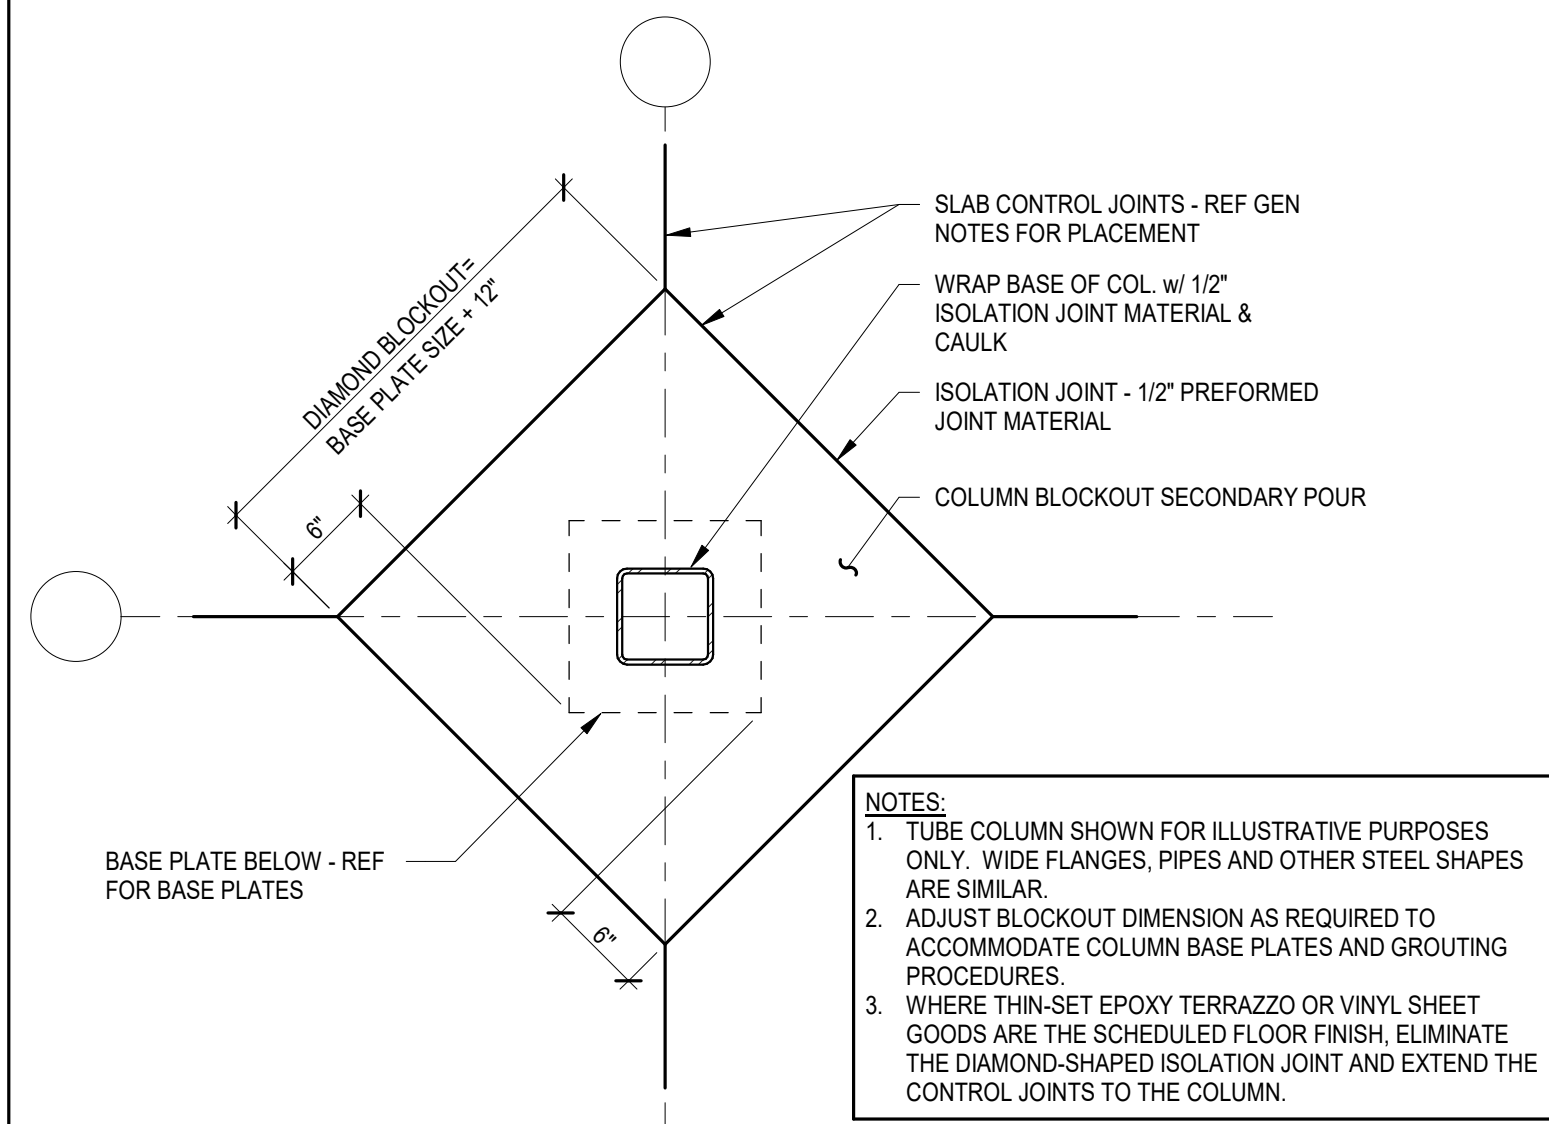 SLAB CONTROL JOINTS - REF GEN
NOTES FOR PLACEMENT
WRAP BASE OF COL. w/ 1/2"
ISOLATION JOINT MATERIAL &
CAULK
ISOLATION JOINT - 1/2" PREFORMED
JOINT MATERIAL
COLUMN BLOCKOUT SECONDARY POUR
DIAMOND BLOCKOUT=
BASE PLATE SIZE + 12"
6"
BASE PLATE BELOW - REF
FOR BASE PLATES
6"
NOTES:
1. TUBE COLUMN SHOWN FOR ILLUSTRATIVE PURPOSES
ONLY. WIDE FLANGES, PIPES AND OTHER STEEL SHAPES
ARE SIMILAR.
2. ADJUST BLOCKOUT DIMENSION AS REQUIRED TO
ACCOMMODATE COLUMN BASE PLATES AND GROUTING
PROCEDURES.
3. WHERE THIN-SET EPOXY TERRAZZO OR VINYL SHEET
GOODS ARE THE SCHEDULED FLOOR FINISH, ELIMINATE
THE DIAMOND-SHAPED ISOLATION JOINT AND EXTEND THE
CONTROL JOINTS TO THE COLUMN.